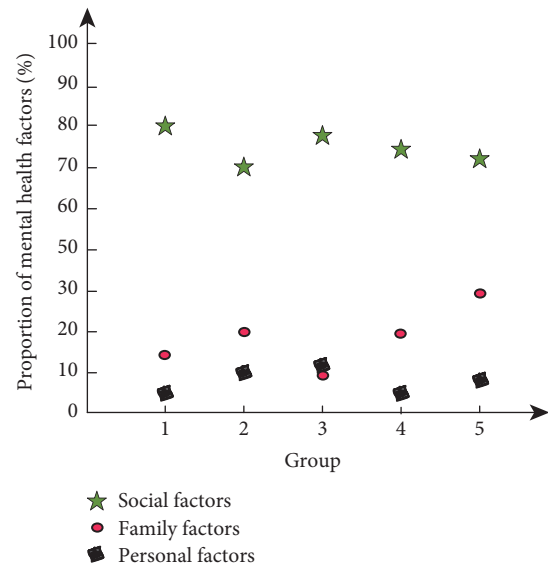 Proportion of mental health factors (%)
100
90
80
70
60
50
40
30
20
10
0
1 2 3 4 5
Group
Social factors
Family factors
Personal factors